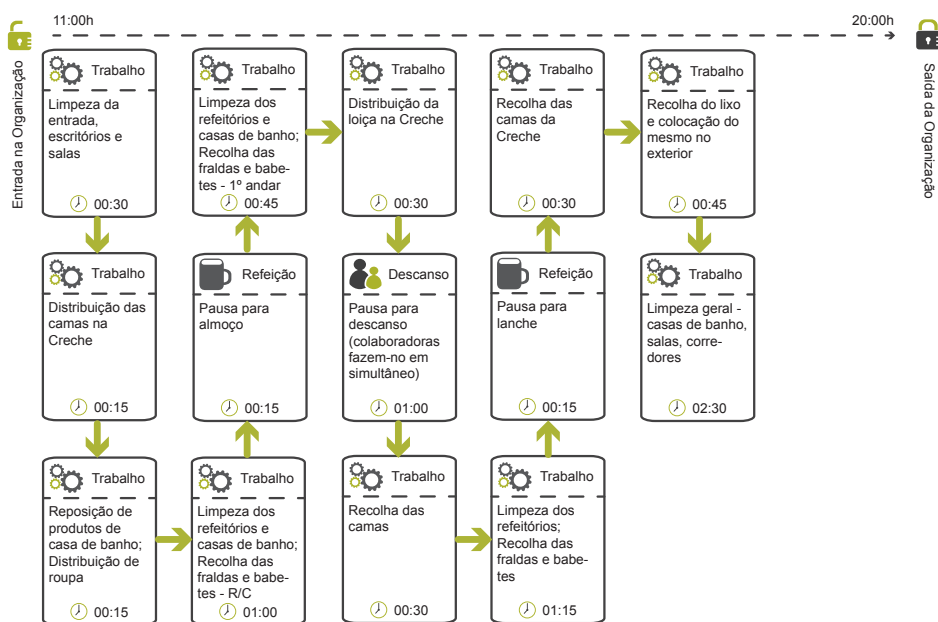 11:00h
20:00h
Entrada na Organização
Trabalho
Limpeza da
entrada,
escritórios e
salas
00:30
Trabalho
Distribuição das
camas na
Creche
00:15
Trabalho
Reposição de
produtos de
casa de banho;
Distribuição de
roupa
00:15
Trabalho
Limpeza dos
refeitórios e
casas de banho;
Recolha das
fraldas e babe-
tes - R/C
01:00
Refeição
Pausa para
almoço
00:15
Trabalho
Limpeza dos
refeitórios e
casas de banho;
Recolha das
fraldas e babe-
tes - 1º andar
00:45
Trabalho
Distribuição da
loiça na Creche
00:30
Descanso
Pausa para
descanso
(colaboradoras
fazem-no em
simultâneo)
01:00
Trabalho
Recolha das
camas
00:30
Trabalho
Limpeza dos
refeitórios;
Recolha das
fraldas e babe-
tes
01:15
Refeição
Pausa para
lanche
00:15
Trabalho
Recolha das
camas da
Creche
00:30
Trabalho
Recolha do lixo
e colocação do
mesmo no
exterior
00:45
Trabalho
Limpeza geral -
casas de banho,
salas, corre-
dores
02:30
Saída da Organização